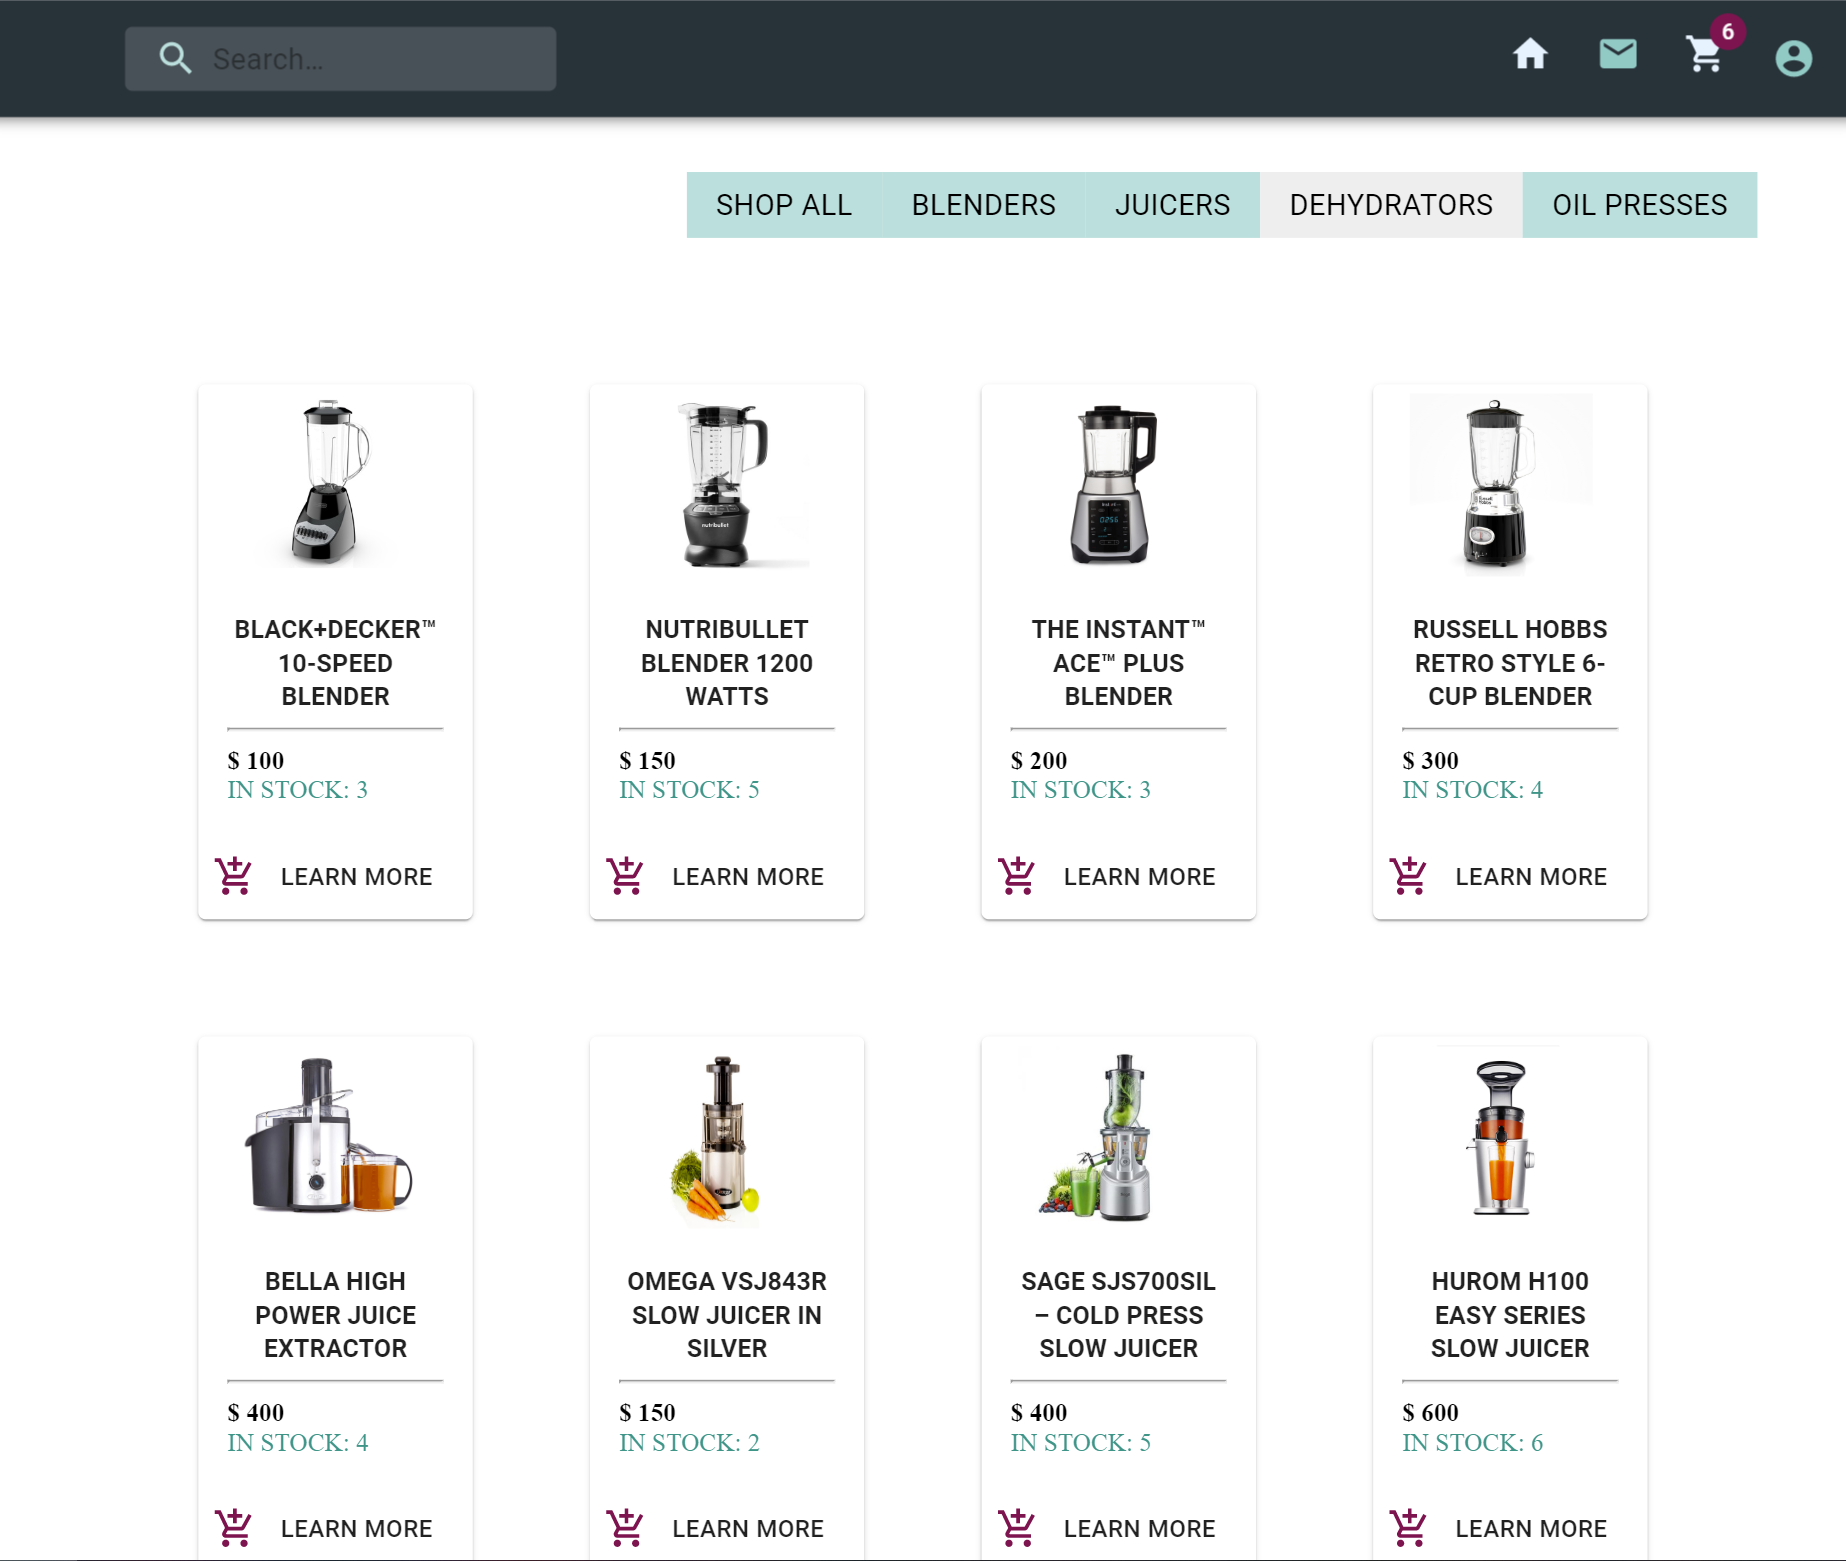 Search...
6
SHOP ALL
BLENDERS
JUICERS
DEHYDRATORS
OIL PRESSES
nutribullet
BLACK+DECKER™
10-SPEED
BLENDER
$ 100
IN STOCK: 3
LEARN MORE
NUTRIBULLET
BLENDER 1200
WATTS
$ 150
IN STOCK: 5
LEARN MORE
THE INSTANT™
ACE™ PLUS
BLENDER
$ 200
IN STOCK: 3
LEARN MORE
RUSSELL HOBBS
RETRO STYLE 6-
CUP BLENDER
$ 300
IN STOCK: 4
LEARN MORE
BELLA HIGH
POWER JUICE
EXTRACTOR
$ 400
IN STOCK: 4
LEARN MORE
OMEGA VSJ843R
SLOW JUICER IN
SILVER
$ 150
IN STOCK: 2
LEARN MORE
SAGE SJS700SIL
– COLD PRESS
SLOW JUICER
$ 400
IN STOCK: 5
LEARN MORE
HUROM H100
EASY SERIES
SLOW JUICER
$ 600
IN STOCK: 6
LEARN MORE